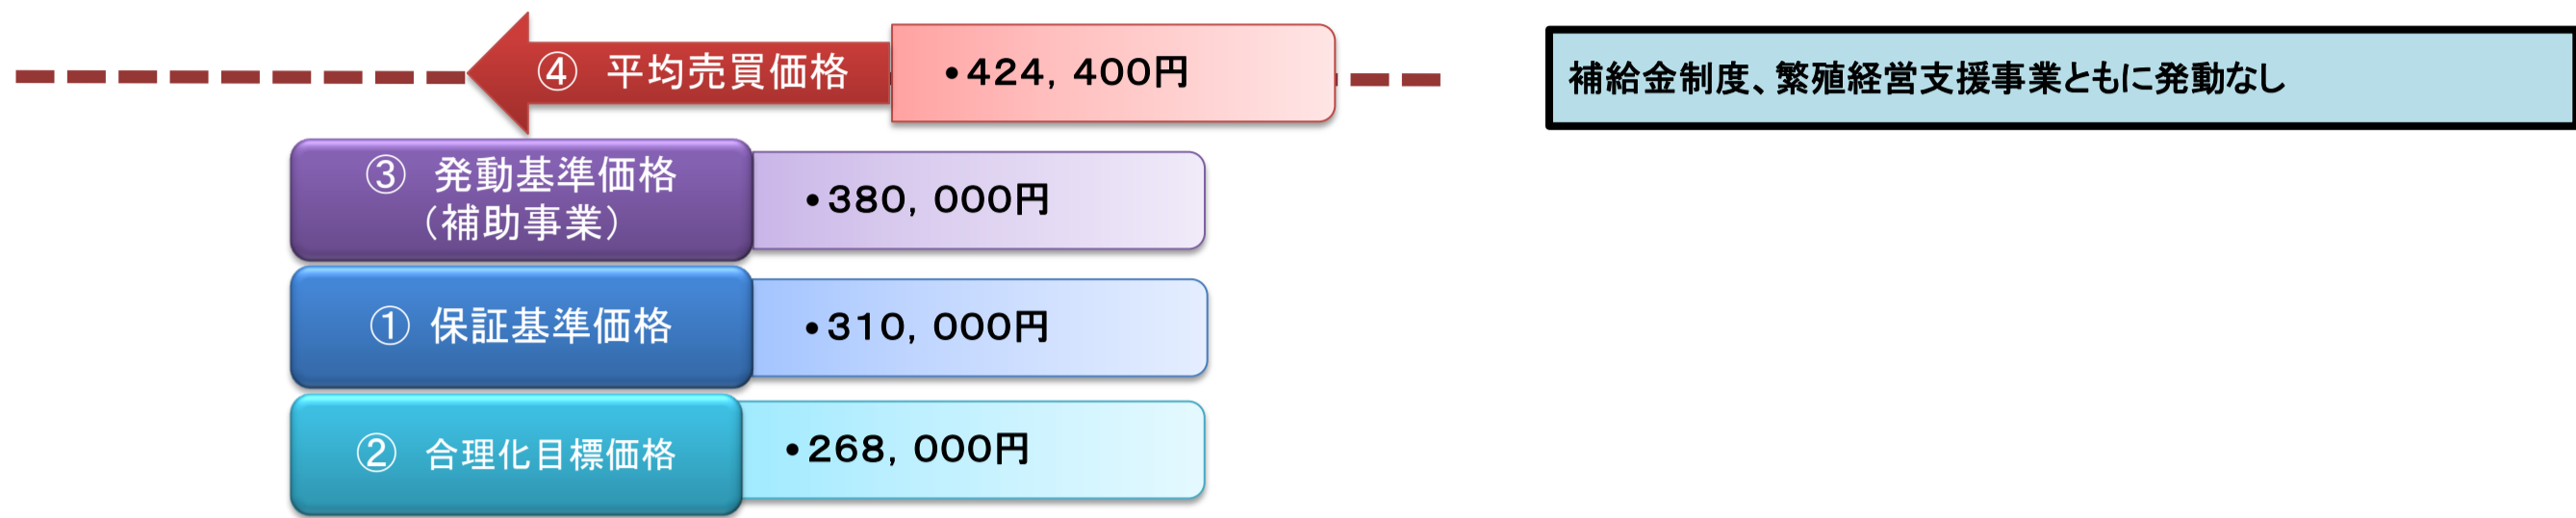 ④ 平均売買価格
•424，400円
補給金制度、繁殖経営支援事業ともに発動なし
③ 発動基準価格
（補助事業）
•380，000円
① 保証基準価格
•310，000円
② 合理化目標価格
•268，000円